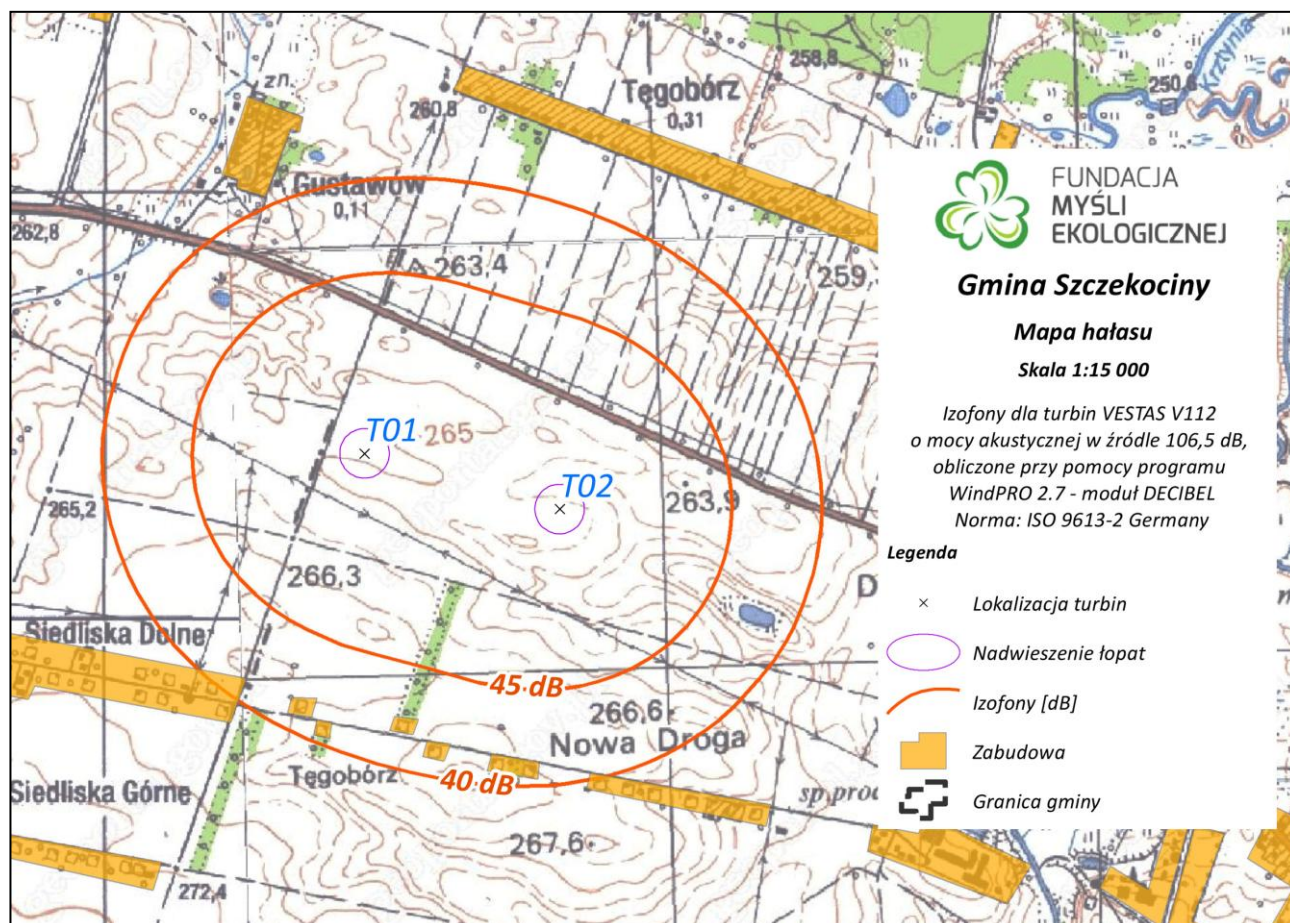 zn.
260.8
Tęgobórz
0,31
258,8
Krztynia
250,6
Gustawów
0,11
262,8
263,4
259,
T01
265
T02
263,9
265,2
266,3
Siedliska Dolne
D
45 dB
266,6
Nowa Droga
Tęgobórz
40 dB
Siedliska Górne
sp.prod
267,6
272,4
FUNDACJA
MYŚLI
EKOLOGICZNEJ
Gmina Szczekociny
Mapa hałasu
Skala 1:15 000
Izofony dla turbin VESTAS V112
o mocy akustycznej w źródle 106,5 dB,
obliczone przy pomocy programu
WindPRO 2.7 - moduł DECIBEL
Norma: ISO 9613-2 Germany
Legenda
Lokalizacja turbin
Nadwieszenie łopat
Izofony [dB]
Zabudowa
Granica gminy